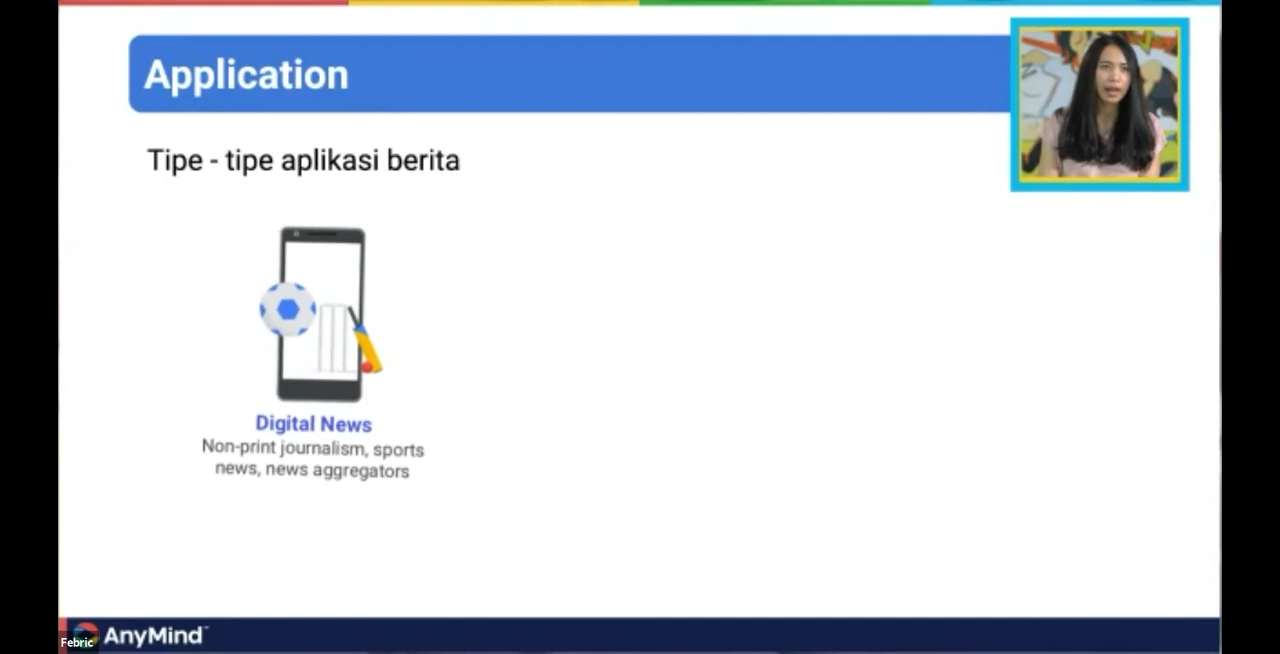 Application
Tipe - tipe aplikasi berita
Digital News
Non-print journalism, sports
news, news aggregators
AnyMind
Febric